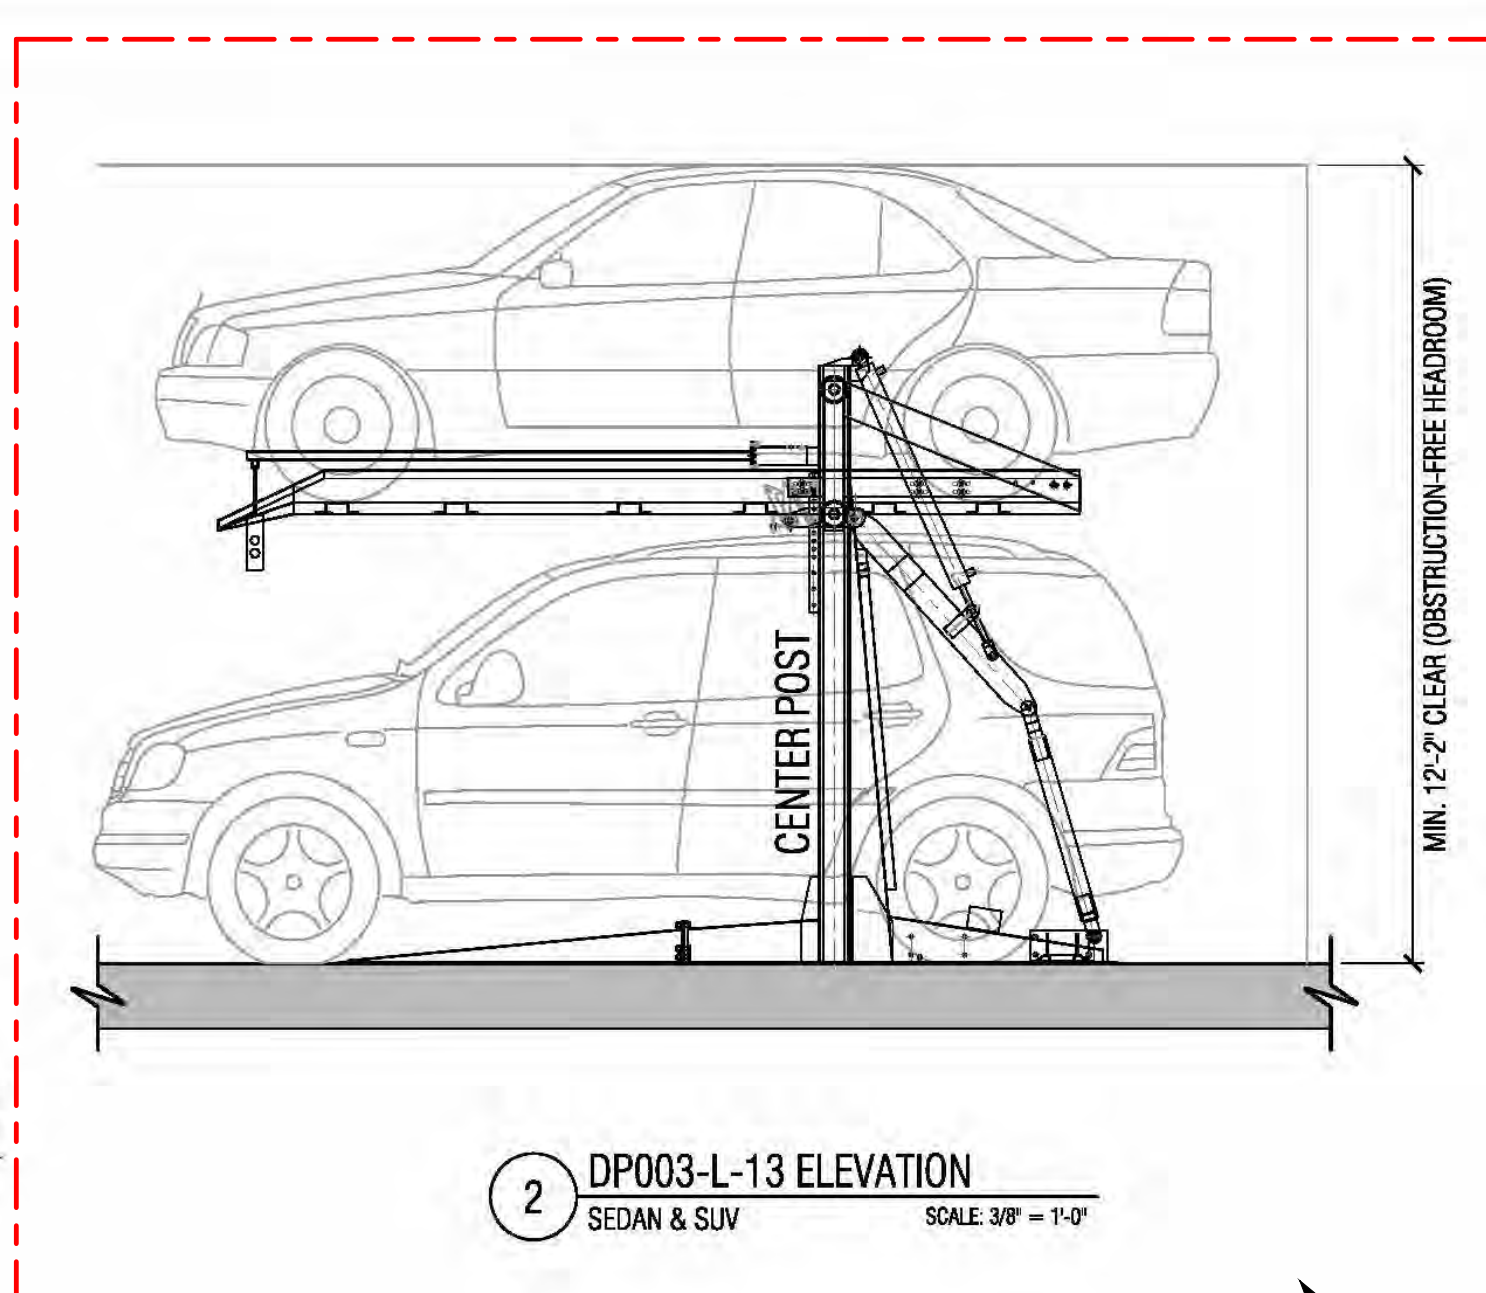 MIN. 12'-2" CLEAR (OBSTRUCTION-FREE HEADROOM)
CENTER POST
2
DP003-L-13 ELEVATION
SEDAN & SUV
SCALE: 3/8" = 1'-0"